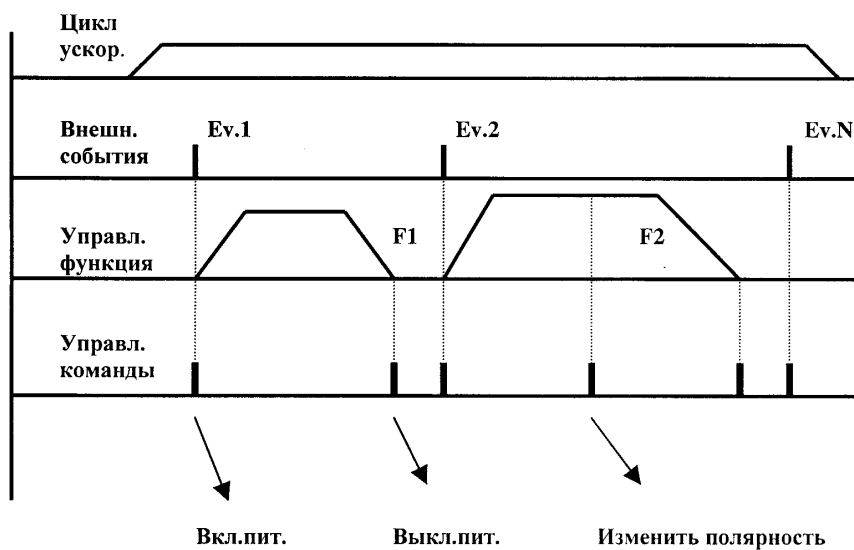 Цикл
ускор.
Внешн.
события
Ev.1
Ev.2
Ev.N
Управл.
функция
F1
F2
Управл.
команды
Вкл.пит.
Выкл.пит.
Изменить полярность